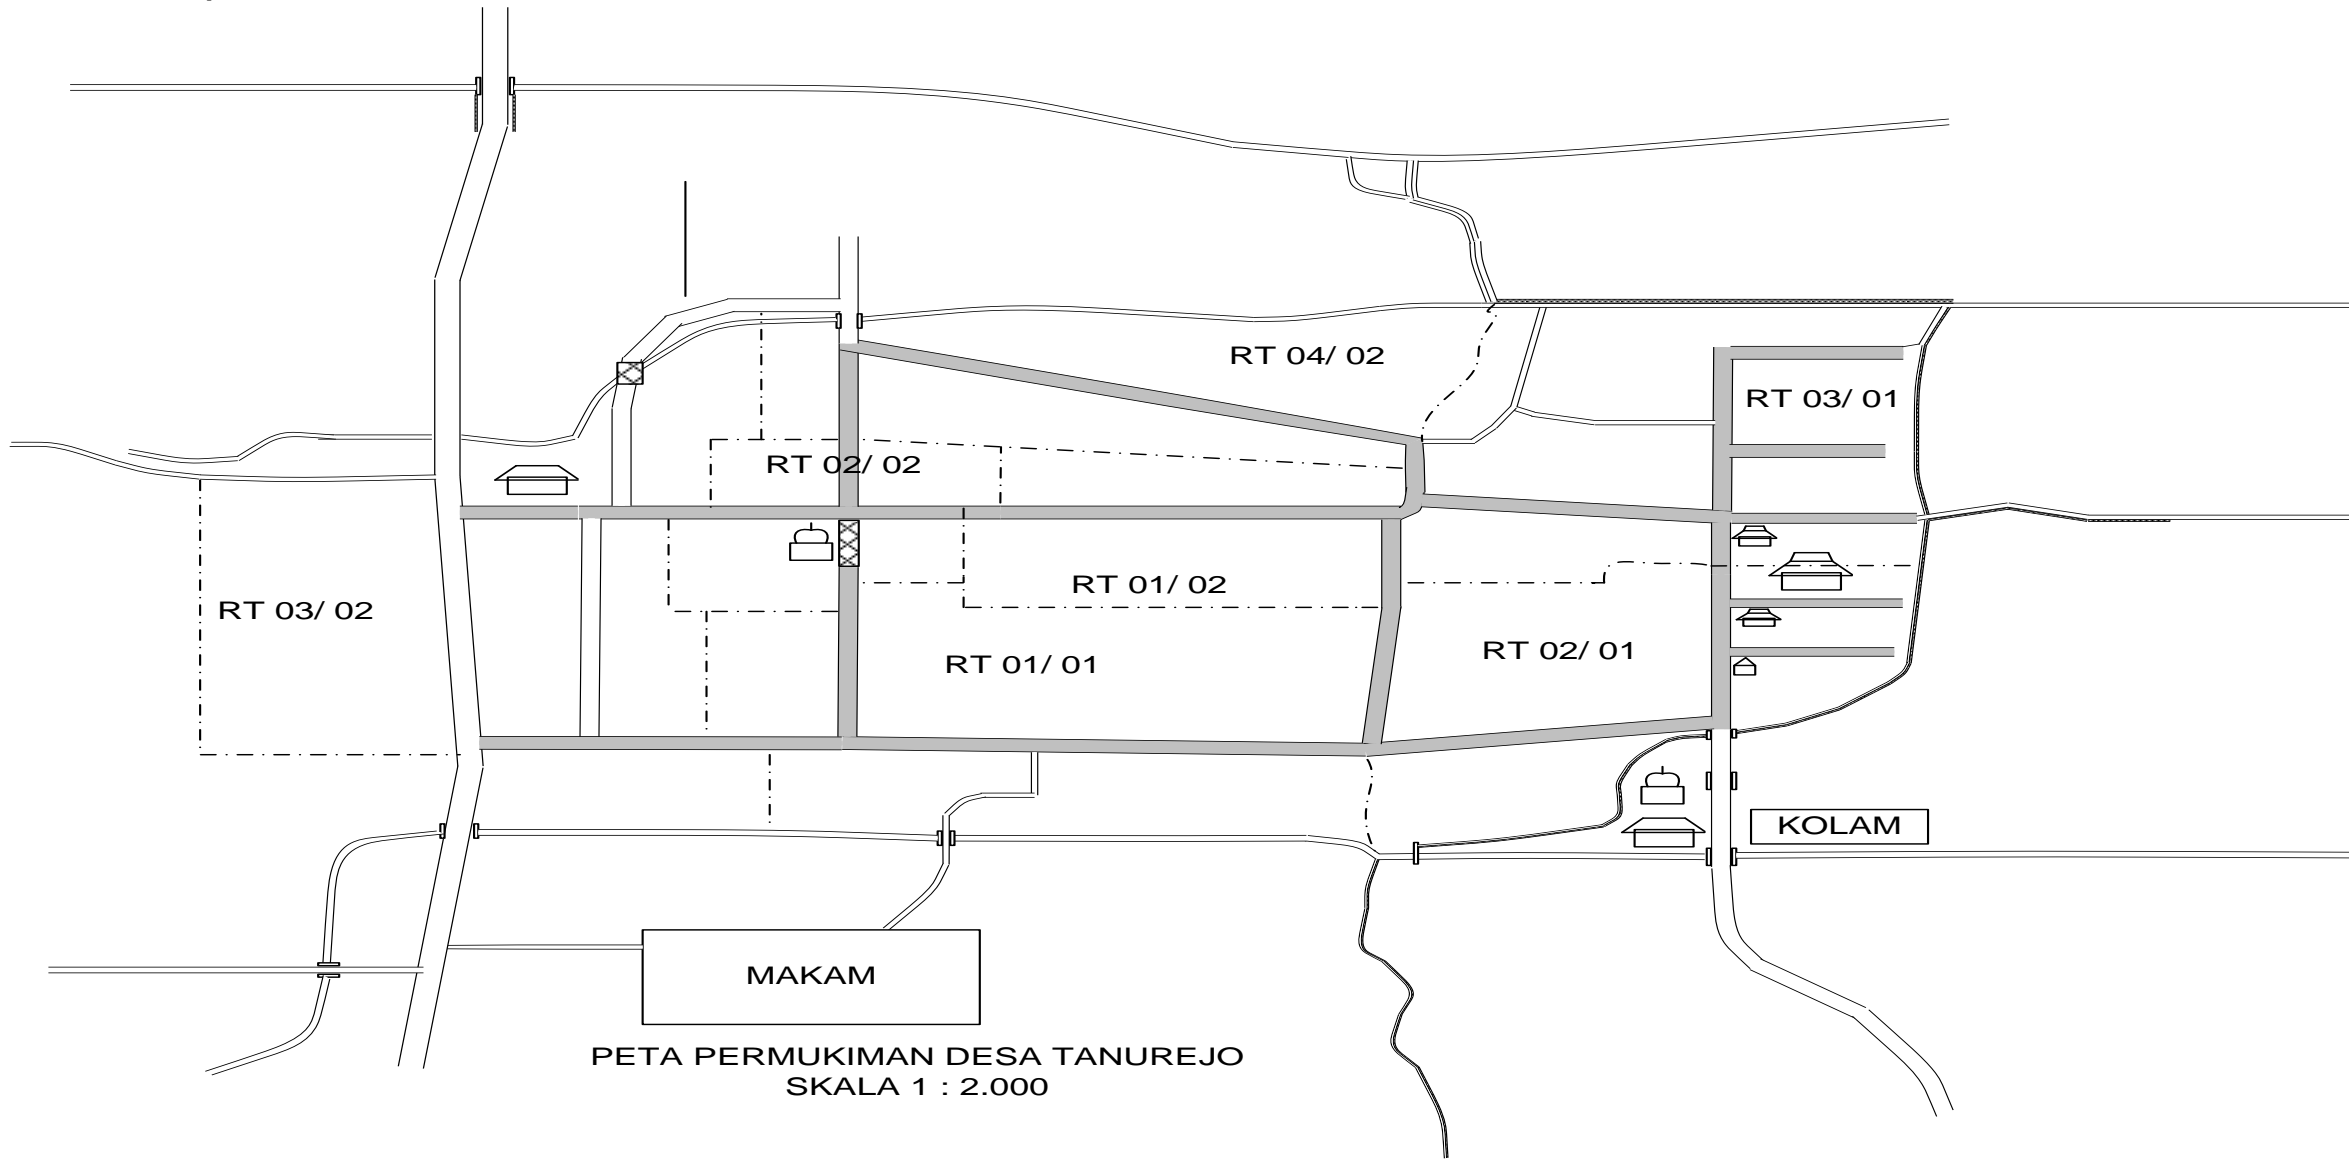 RT 04/ 02
RT 03/ 01
RT 02/ 02
RT 01/ 02
RT 03/ 02
RT 02/ 01
RT 01/ 01
KOLAM
MAKAM
PETA PERMUKIMAN DESA TANUREJO
SKALA 1 : 2.000